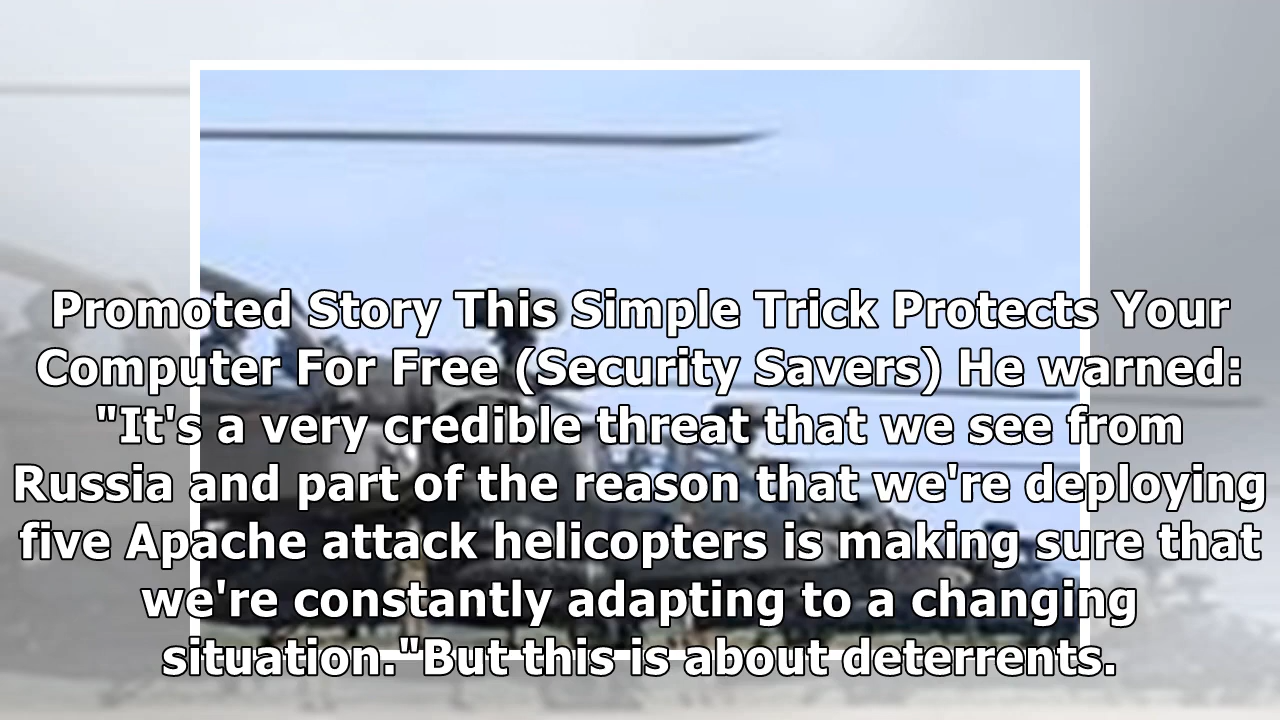 Promoted Story This Simple Trick Protects Your
Computer For Free (Security Savers) He warned:
"It's a very credible threat that we see from
Russia and part of the reason that we're deploying
five Apache attack helicopters is making sure that
we're constantly adapting to a changing
situation."But this is about deterrents.